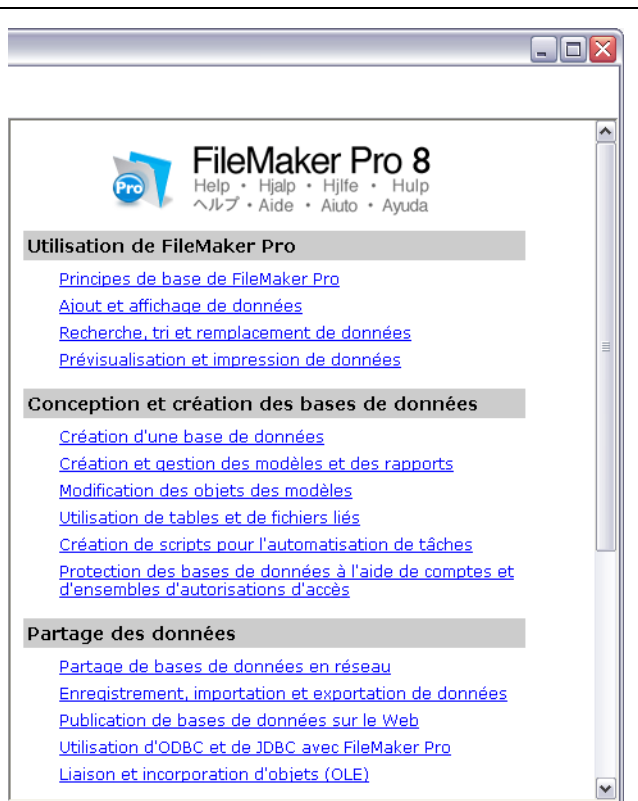 FileMaker Pro 8
Pro
Help • Hjalp • Hjlfe • Hulp
ヘルプ • Aide • Aiuto • Ayuda
Utilisation de FileMaker Pro
Principes de base de FileMaker Pro
Ajout et affichage de données
Recherche, tri et remplacement de données
Prévisualisation et impression de données
Conception et création des bases de données
Création d'une base de données
Création et gestion des modèles et des rapports
Modification des objets des modèles
Utilisation de tables et de fichiers liés
Création de scripts pour l'automatisation de tâches
Protection des bases de données à l'aide de comptes et
d'ensembles d'autorisations d'accès
Partage des données
Partage de bases de données en réseau
Enregistrement, importation et exportation de données
Publication de bases de données sur le Web
Utilisation d'ODBC et de JDBC avec FileMaker Pro
Liaison et incorporation d'objets (OLE)